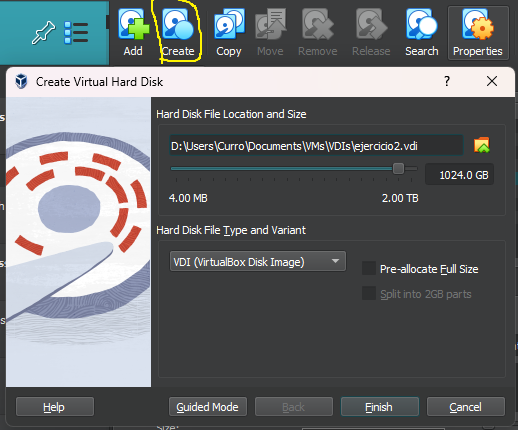 Add Create Copy Move Remove Release Search Properties
Create Virtual Hard Disk ?
Hard Disk File Location and Size
D:\Users\Curro\Documents\VMs\VDIs\ejercicio2.vdi
1024.0 GB
4.00 MB 2.00 TB
Hard Disk File Type and Variant
VDI (VirtualBox Disk Image)
Pre-allocate Full Size
Split into 2GB parts
Help Guided Mode Back Finish Cancel
Size: